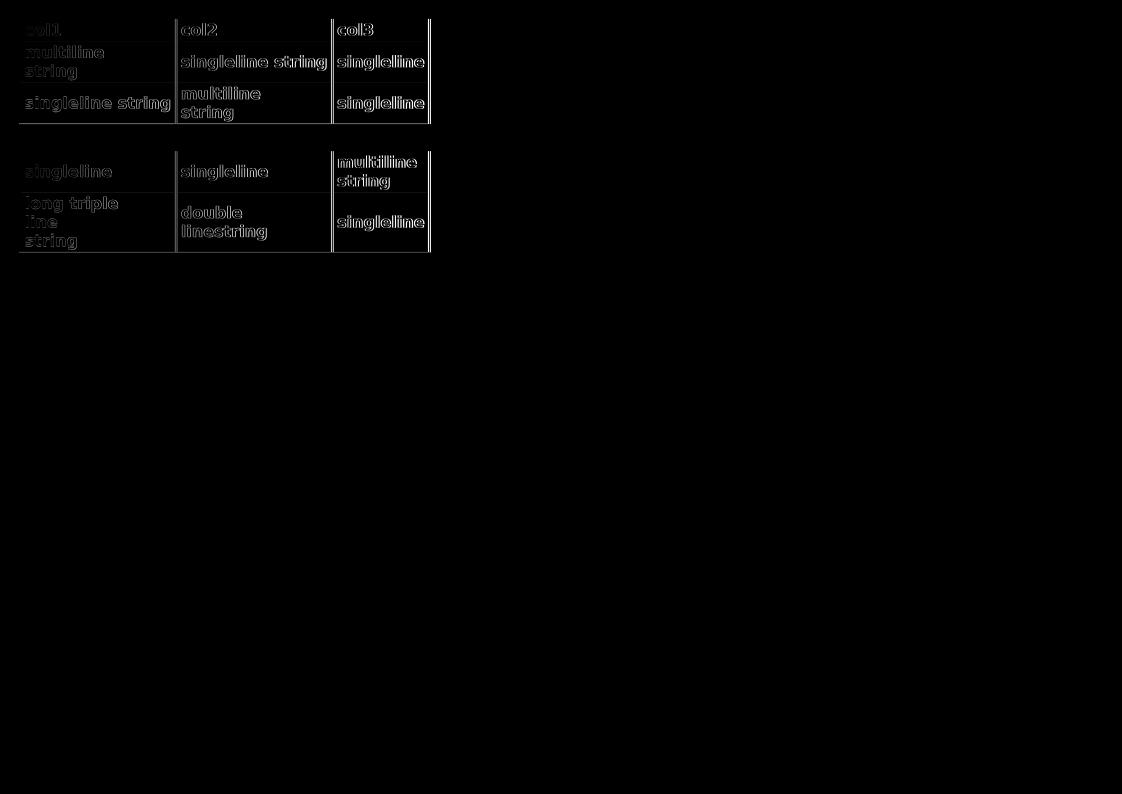 col1 col2 col3
multiline
string
singleline string
singleline
singleline string
multiline
string
singleline
singleline
singleline
multiline
string
long triple
line
string
double
linestring
singleline